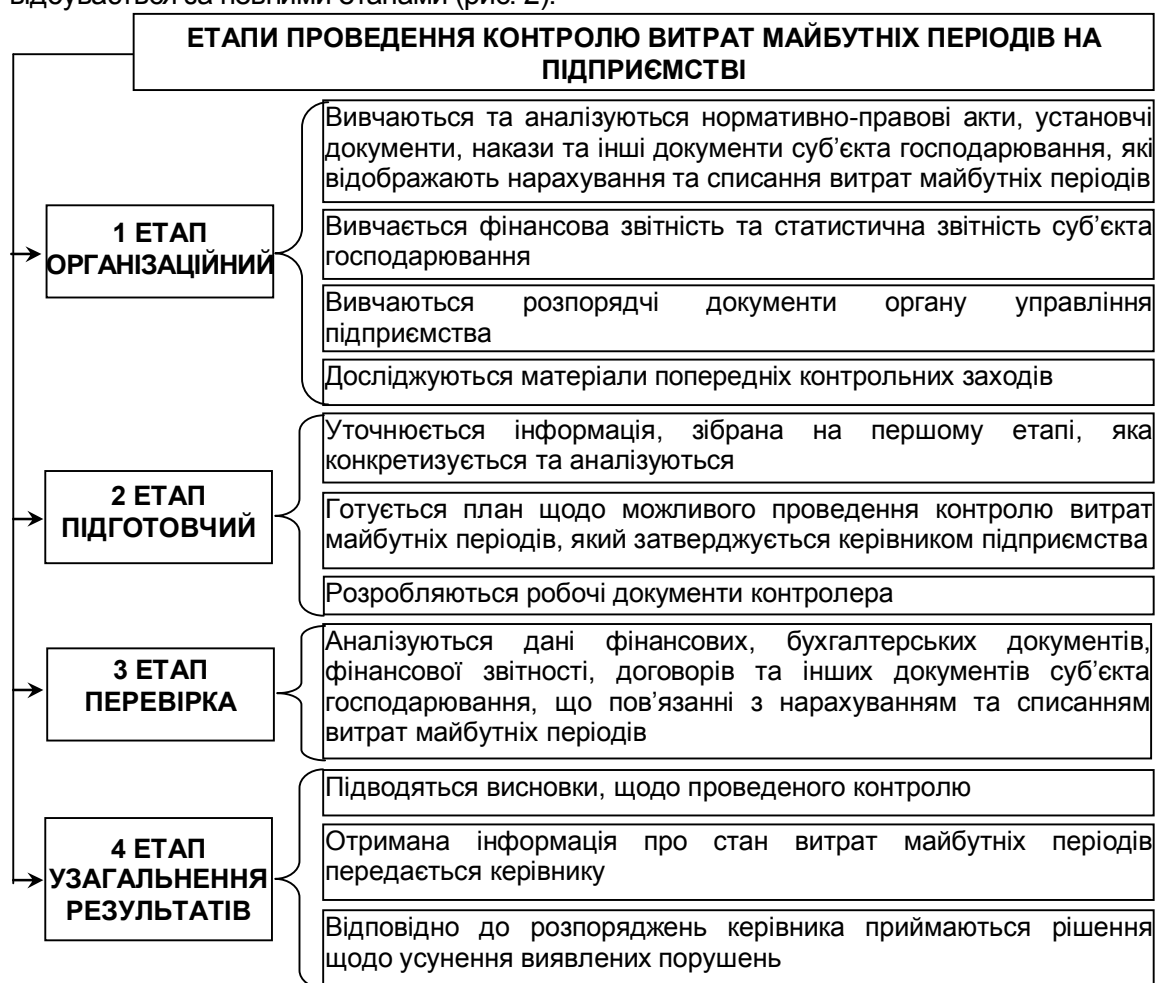 відбувається за певними етапами (рис. 2).
ЕТАПИ ПРОВЕДЕННЯ КОНТРОЛЮ ВИТРАТ МАЙБУТНІХ ПЕРІОДІВ НА
ПІДПРИЄМСТВІ
1 ЕТАП
ОРГАНІЗАЦІЙНИЙ
Вивчаються та аналізуються нормативно-правові акти, установчі
документи, накази та інші документи суб’єкта господарювання, які
відображають нарахування та списання витрат майбутніх періодів
Вивчається фінансова звітність та статистична звітність суб’єкта
господарювання
Вивчаються розпорядчі документи органу управління
підприємства
Досліджуються матеріали попередніх контрольних заходів
2 ЕТАП
ПІДГОТОВЧИЙ
Уточнюється інформація, зібрана на першому етапі, яка
конкретизується та аналізуються
Готується план щодо можливого проведення контролю витрат
майбутніх періодів, який затверджується керівником підприємства
Розробляються робочі документи контролера
3 ЕТАП
ПЕРЕВІРКА
Аналізуються дані фінансових, бухгалтерських документів,
фінансової звітності, договорів та інших документів суб’єкта
господарювання, що пов’язанні з нарахуванням та списанням
витрат майбутніх періодів
4 ЕТАП
УЗАГАЛЬНЕННЯ
РЕЗУЛЬТАТІВ
Підводяться висновки, щодо проведеного контролю
Отримана інформація про стан витрат майбутніх періодів
передається керівнику
Відповідно до розпоряджень керівника приймаються рішення
щодо усунення виявлених порушень